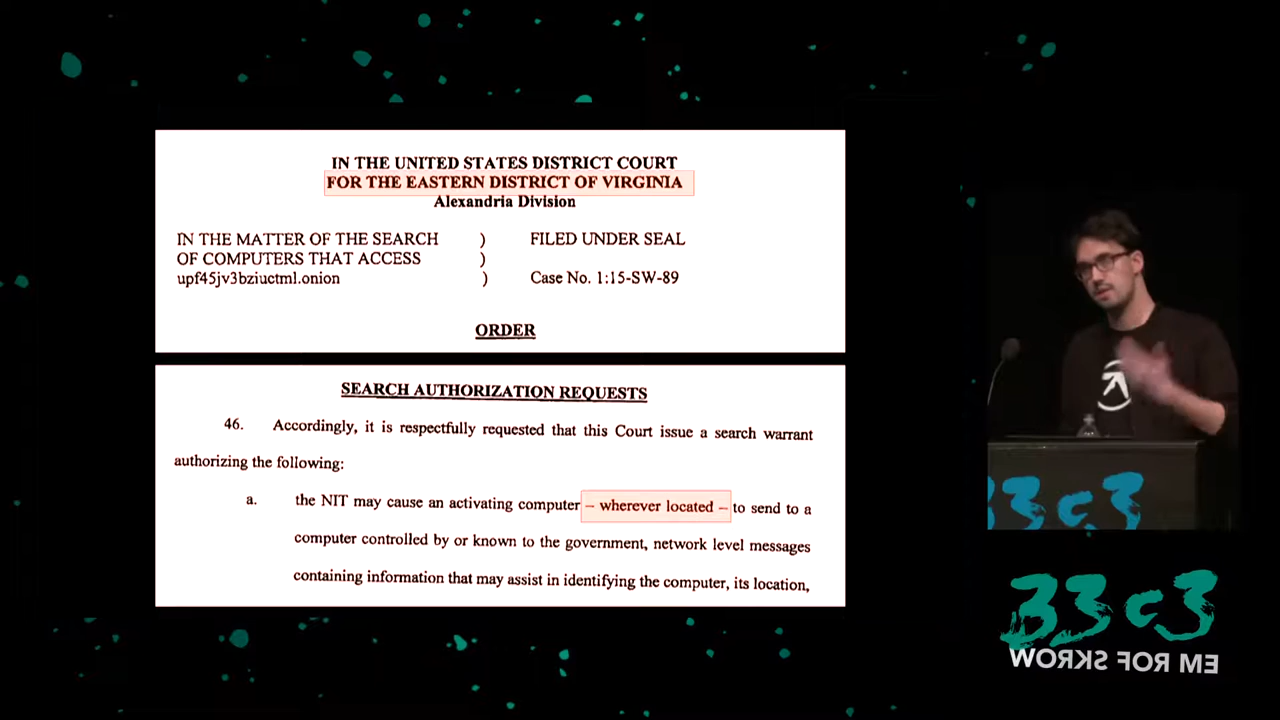 IN THE UNITED STATES DISTRICT COURT
FOR THE EASTERN DISTRICT OF VIRGINIA
Alexandria Division
IN THE MATTER OF THE SEARCH ) FILED UNDER SEAL
OF COMPUTERS THAT ACCESS )
upf45jv3bziuctml.onion ) Case No. 1:15-SW-89
ORDER
SEARCH AUTHORIZATION REQUESTS
46. Accordingly, it is respectfully requested that this Court issue a search warrant
authorizing the following:
a. the NIT may cause an activating computer – wherever located – to send to a
computer controlled by or known to the government, network level messages
containing information that may assist in identifying the computer, its location,
33c3
33c3
WORKS FOR ME